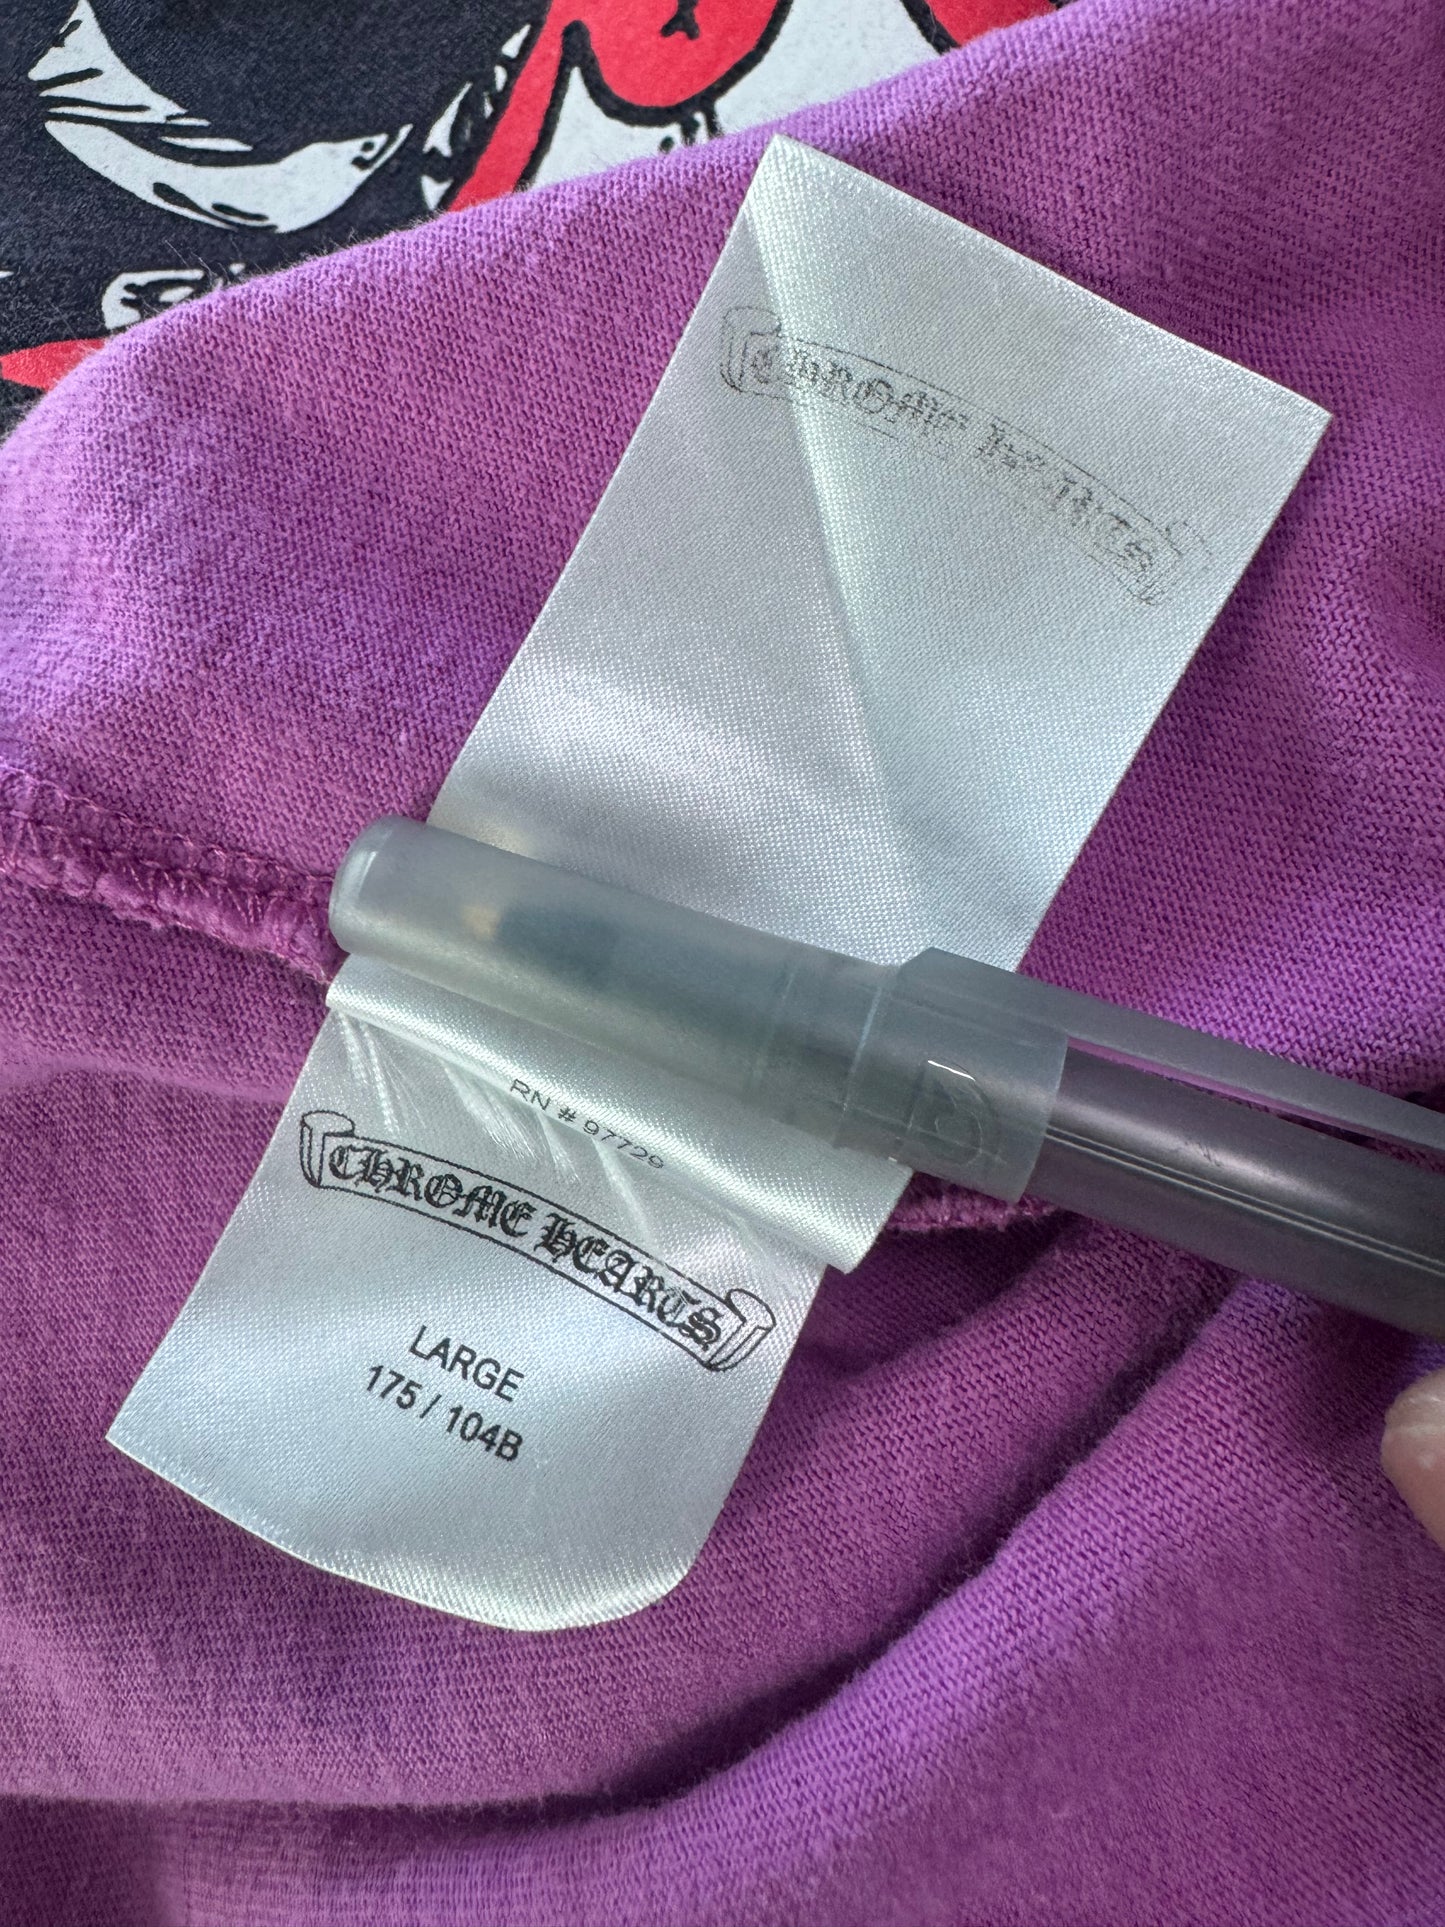 CHROME HEARTS
RN # 97729
CHROME HEARTS
LARGE
175 / 104B